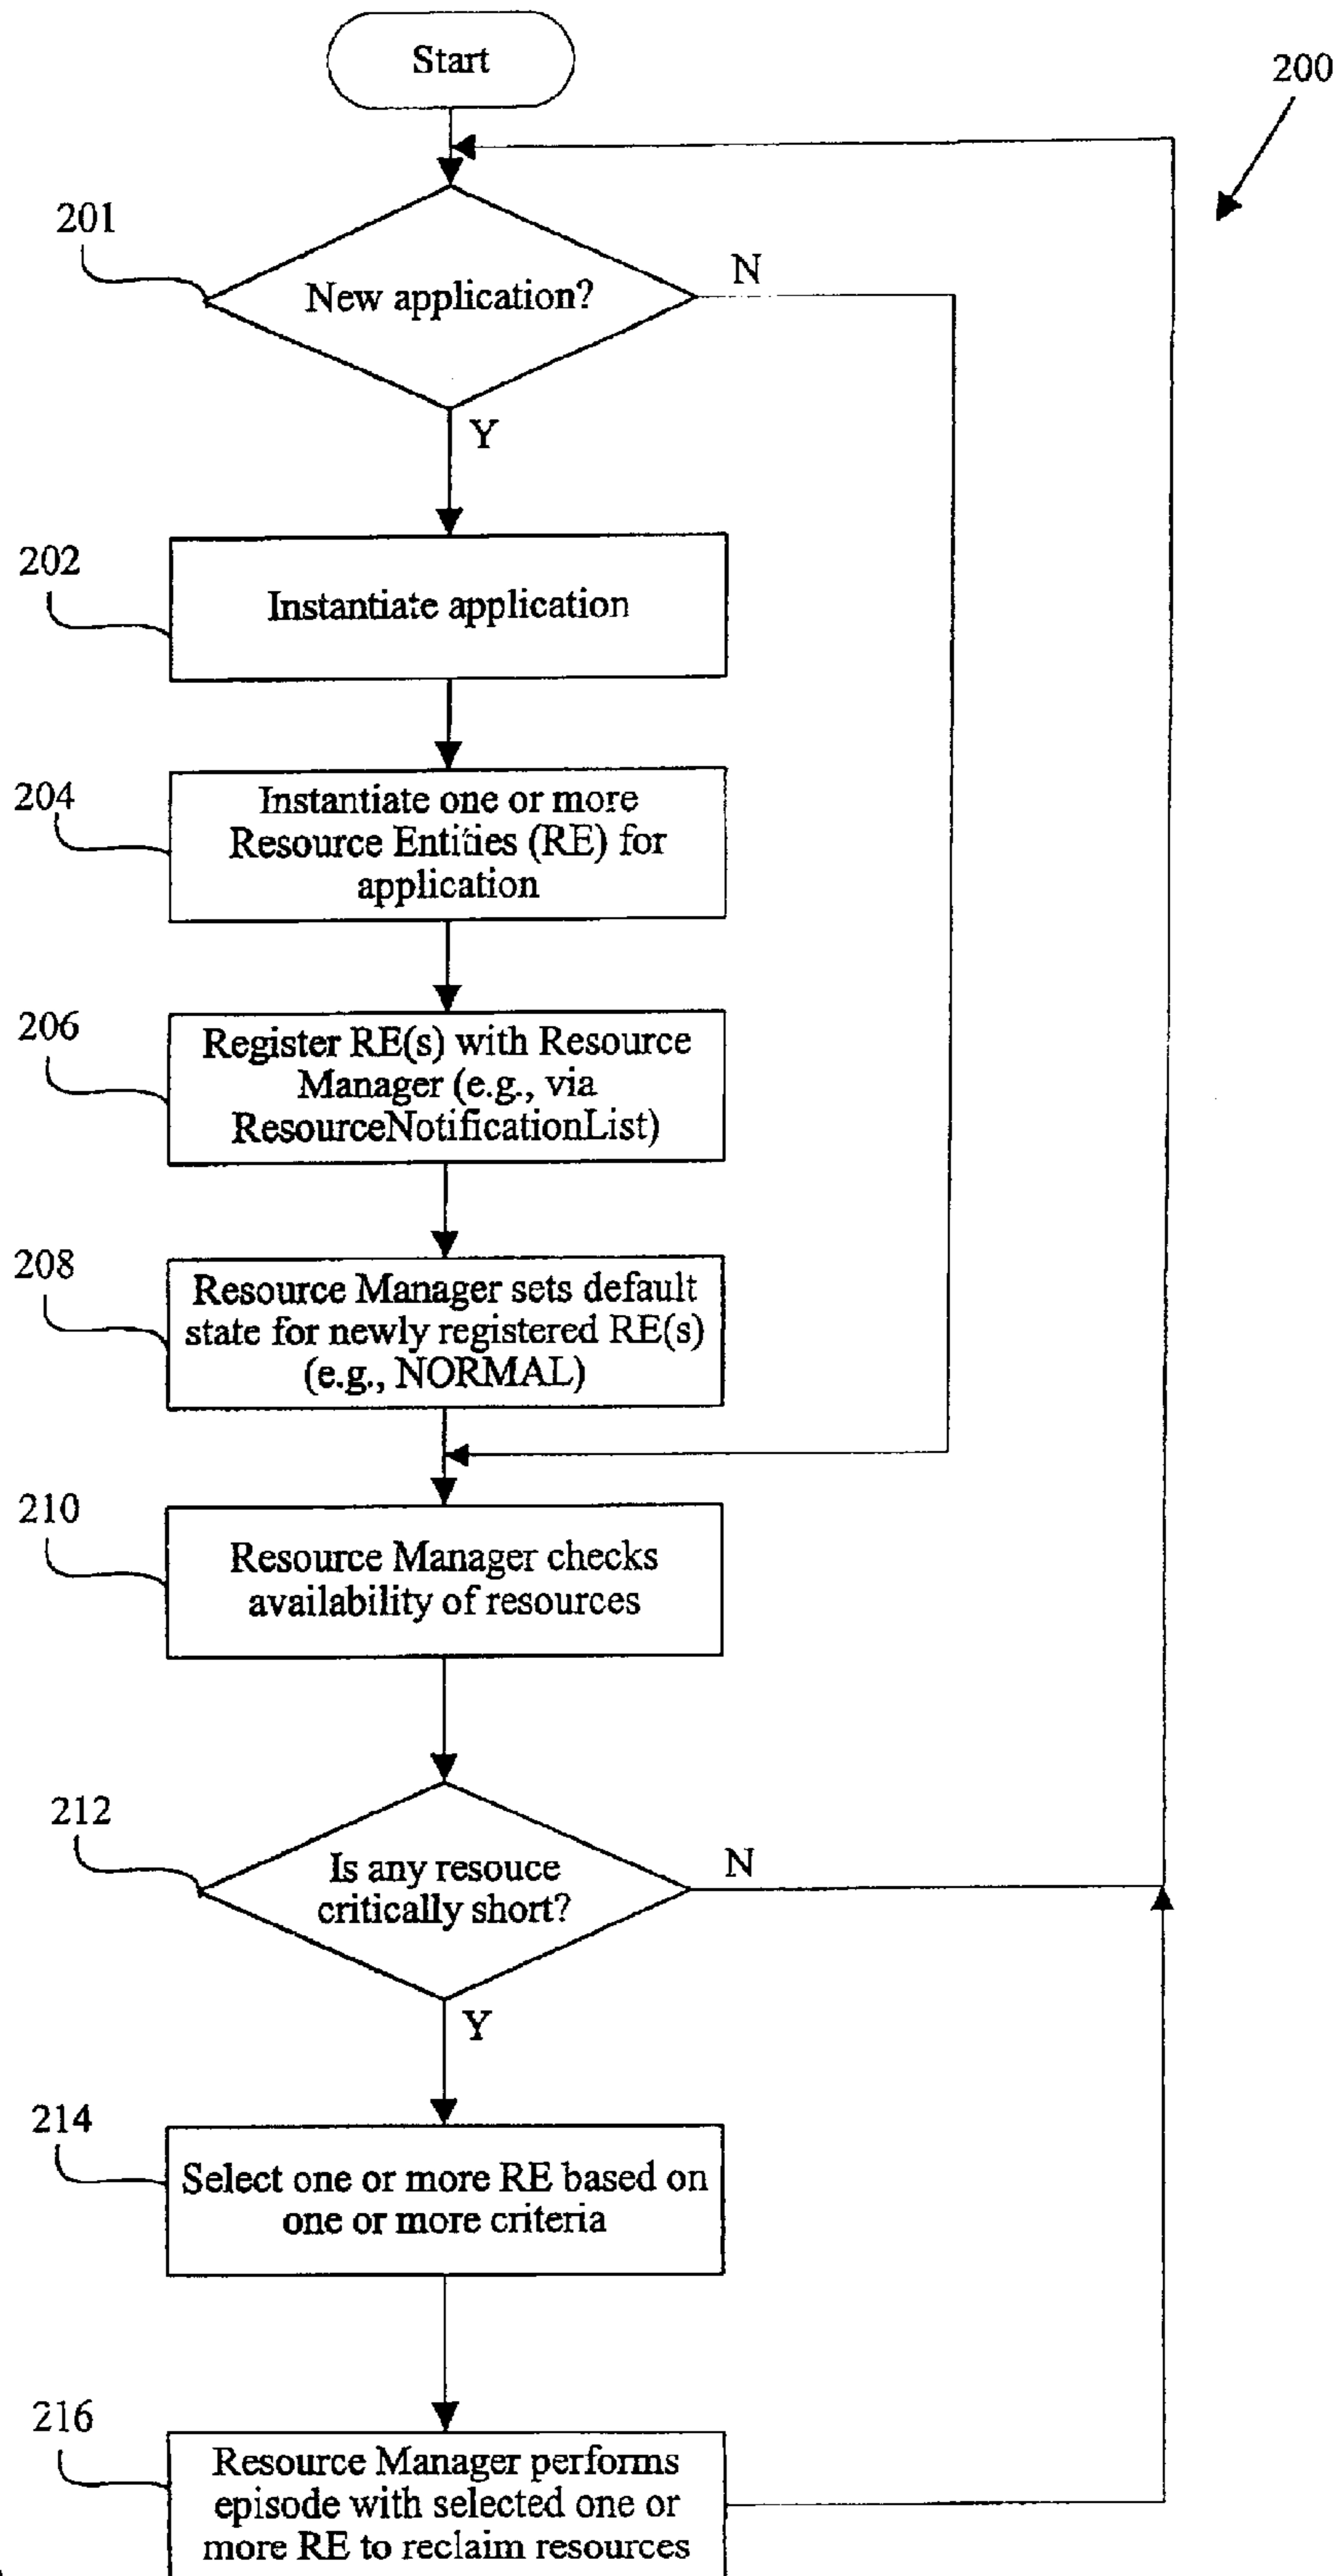 Start
200
201
New application?
N
Y
202
Instantiate application
204
Instantiate one or more
Resource Entities (RE) for
application
206
Register RE(s) with Resource
Manager (e.g., via
ResourceNotificationList)
208
Resource Manager sets default
state for newly registered RE(s)
(e.g., NORMAL)
210
Resource Manager checks
availability of resources
212
Is any resouce
critically short?
N
Y
214
Select one or more RE based on
one or more criteria
216
Resource Manager performs
episode with selected one or
more RE to reclaim resources